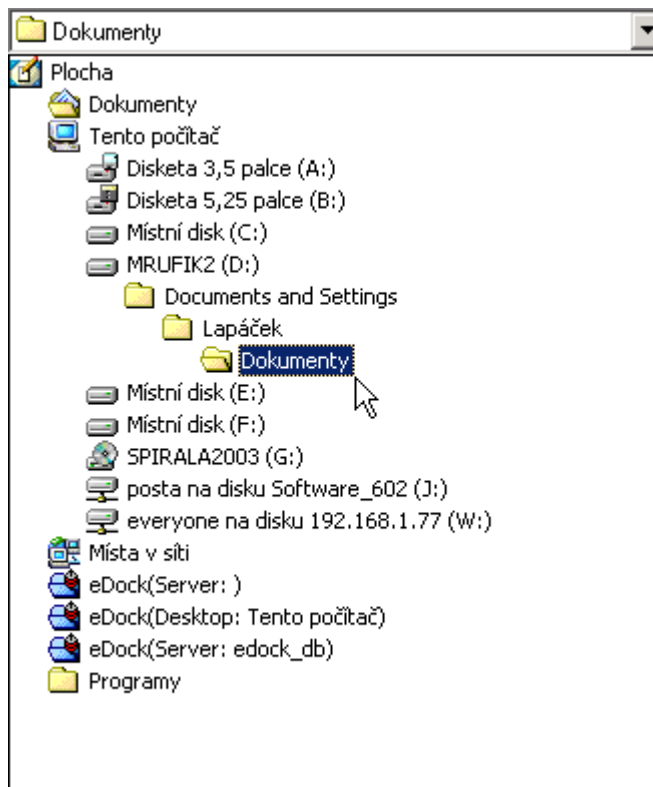 Dokumenty
Plocha
Dokumenty
Tento počítač
Disketa 3,5 palce (A:)
Disketa 5,25 palce (B:)
Místní disk (C:)
MRUFIK2 (D:)
Documents and Settings
Lapáček
Dokumenty
Místní disk (E:)
Místní disk (F:)
SPIRALA2003 (G:)
posta na disku Software_602 (J:)
everyone na disku 192.168.1.77 (W:)
Místa v síti
eDock(Server: )
eDock(Desktop: Tento počítač)
eDock(Server: edock_db)
Programy